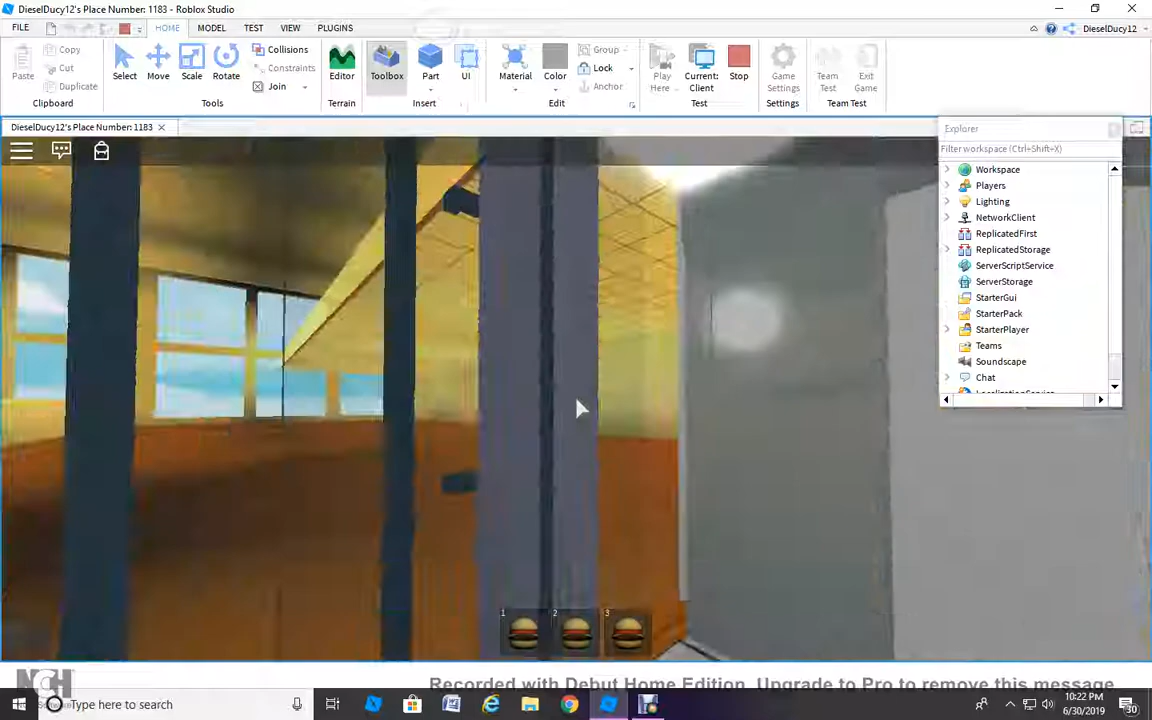 DieselDucy12's Place Number: 1183 - Roblox Studio
FILE HOME MODEL TEST VIEW PLUGINS DieselDucy12
Paste Copy Cut Duplicate Select Move Scale Rotate Collisions Constraints Join Editor Toolbox Part UI Material Color Group Lock Anchor Play Here Current: Client Stop Game Settings Team Test Exit Game
Clipboard Tools Terrain Insert Edit Test Settings Team Test
DieselDucy12's Place Number: 1183
Explorer
Filter workspace (Ctrl+Shift+X)
Workspace
Players
Lighting
NetworkClient
ReplicatedFirst
ReplicatedStorage
ServerScriptService
ServerStorage
StarterGui
StarterPack
StarterPlayer
Teams
Soundscape
Chat
LocalizationService
1 2 3
NCH
Recorded with Debut Home Edition. Upgrade to Pro to remove this message
Type here to search
10:22 PM
6/30/2019
30